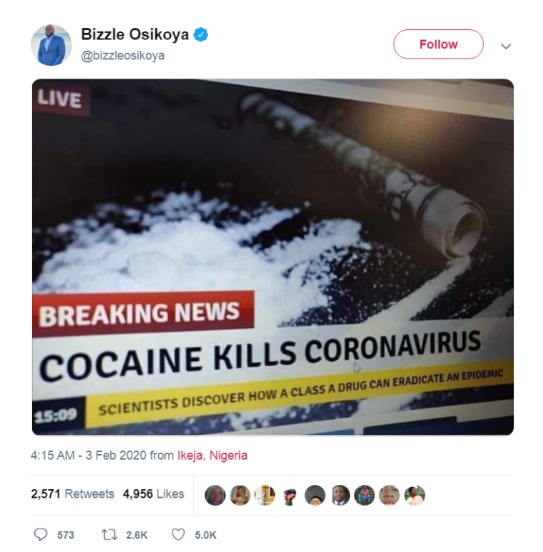 Bizzle Osikoya
@bizzleosikoya
Follow
LIVE
BREAKING NEWS
COCAINE KILLS CORONAVIRUS
15:09 SCIENTISTS DISCOVER HOW A CLASS A DRUG CAN ERADICATE AN EPIDEMIC
4:15 AM - 3 Feb 2020 from Ikeja, Nigeria
2,571 Retweets 4,956 Likes
573 2.6K 5.0K